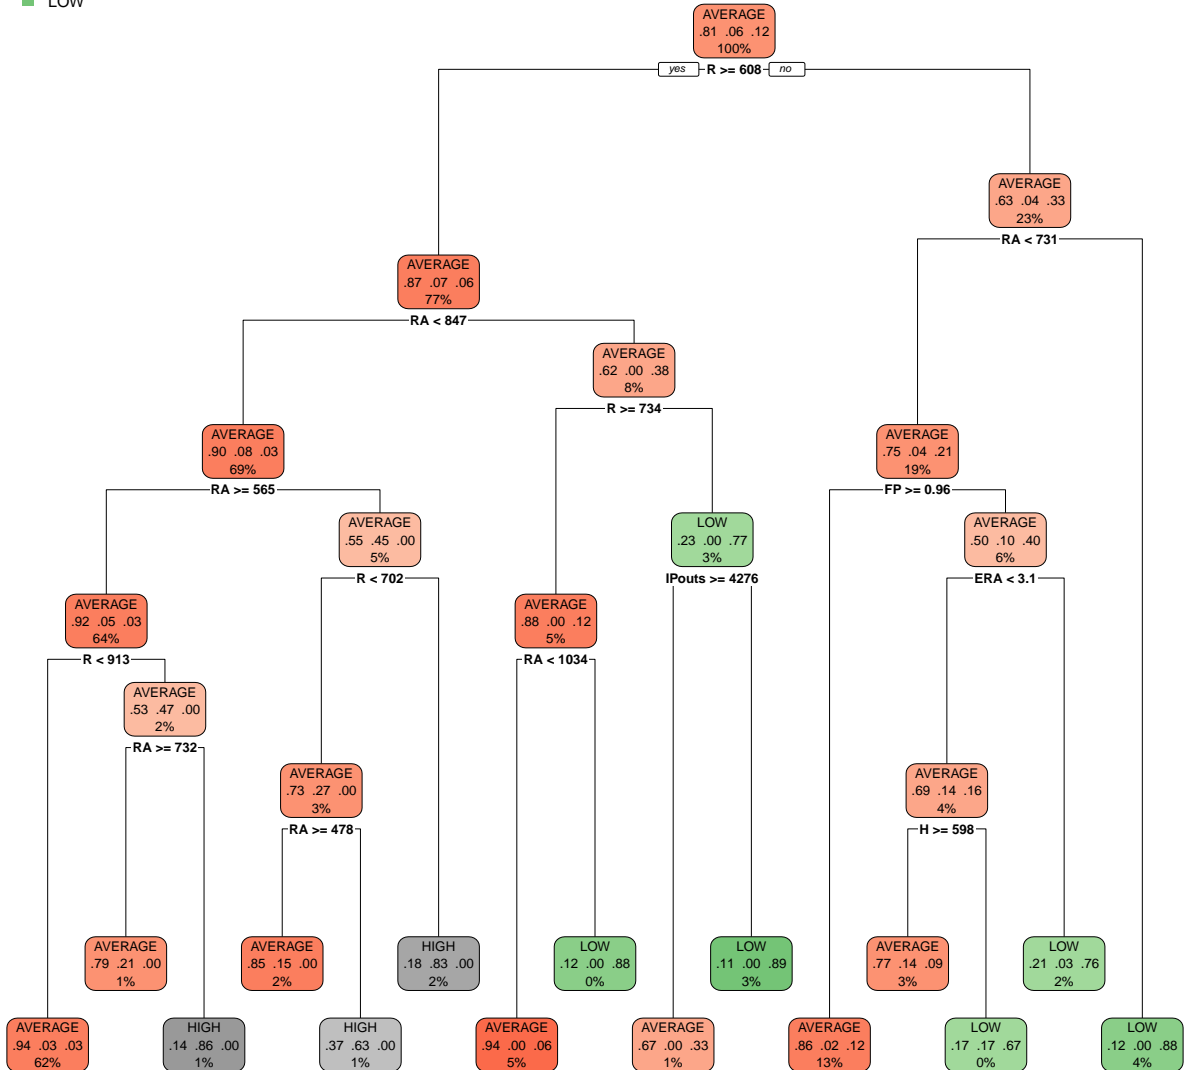 LOW
AVERAGE
.81 .06 .12
100%
yes R >= 608 no
AVERAGE
.63 .04 .33
23%
RA < 731
AVERAGE
.87 .07 .06
77%
RA < 847
AVERAGE
.62 .00 .38
8%
R >= 734
AVERAGE
.90 .08 .03
69%
RA >= 565
AVERAGE
.75 .04 .21
19%
FP >= 0.96
AVERAGE
.55 .45 .00
5%
R < 702
LOW
.23 .00 .77
3%
IPouts >= 4276
AVERAGE
.50 .10 .40
6%
ERA < 3.1
AVERAGE
.92 .05 .03
64%
R < 913
AVERAGE
.88 .00 .12
5%
RA < 1034
AVERAGE
.53 .47 .00
2%
RA >= 732
AVERAGE
.73 .27 .00
3%
RA >= 478
AVERAGE
.69 .14 .16
4%
H >= 598
AVERAGE
.79 .21 .00
1%
AVERAGE
.85 .15 .00
2%
HIGH
.18 .83 .00
2%
LOW
.12 .00 .88
0%
LOW
.11 .00 .89
3%
AVERAGE
.77 .14 .09
3%
LOW
.21 .03 .76
2%
AVERAGE
.94 .03 .03
62%
HIGH
.14 .86 .00
1%
HIGH
.37 .63 .00
1%
AVERAGE
.94 .00 .06
5%
AVERAGE
.67 .00 .33
1%
AVERAGE
.86 .02 .12
13%
LOW
.17 .17 .67
0%
LOW
.12 .00 .88
4%